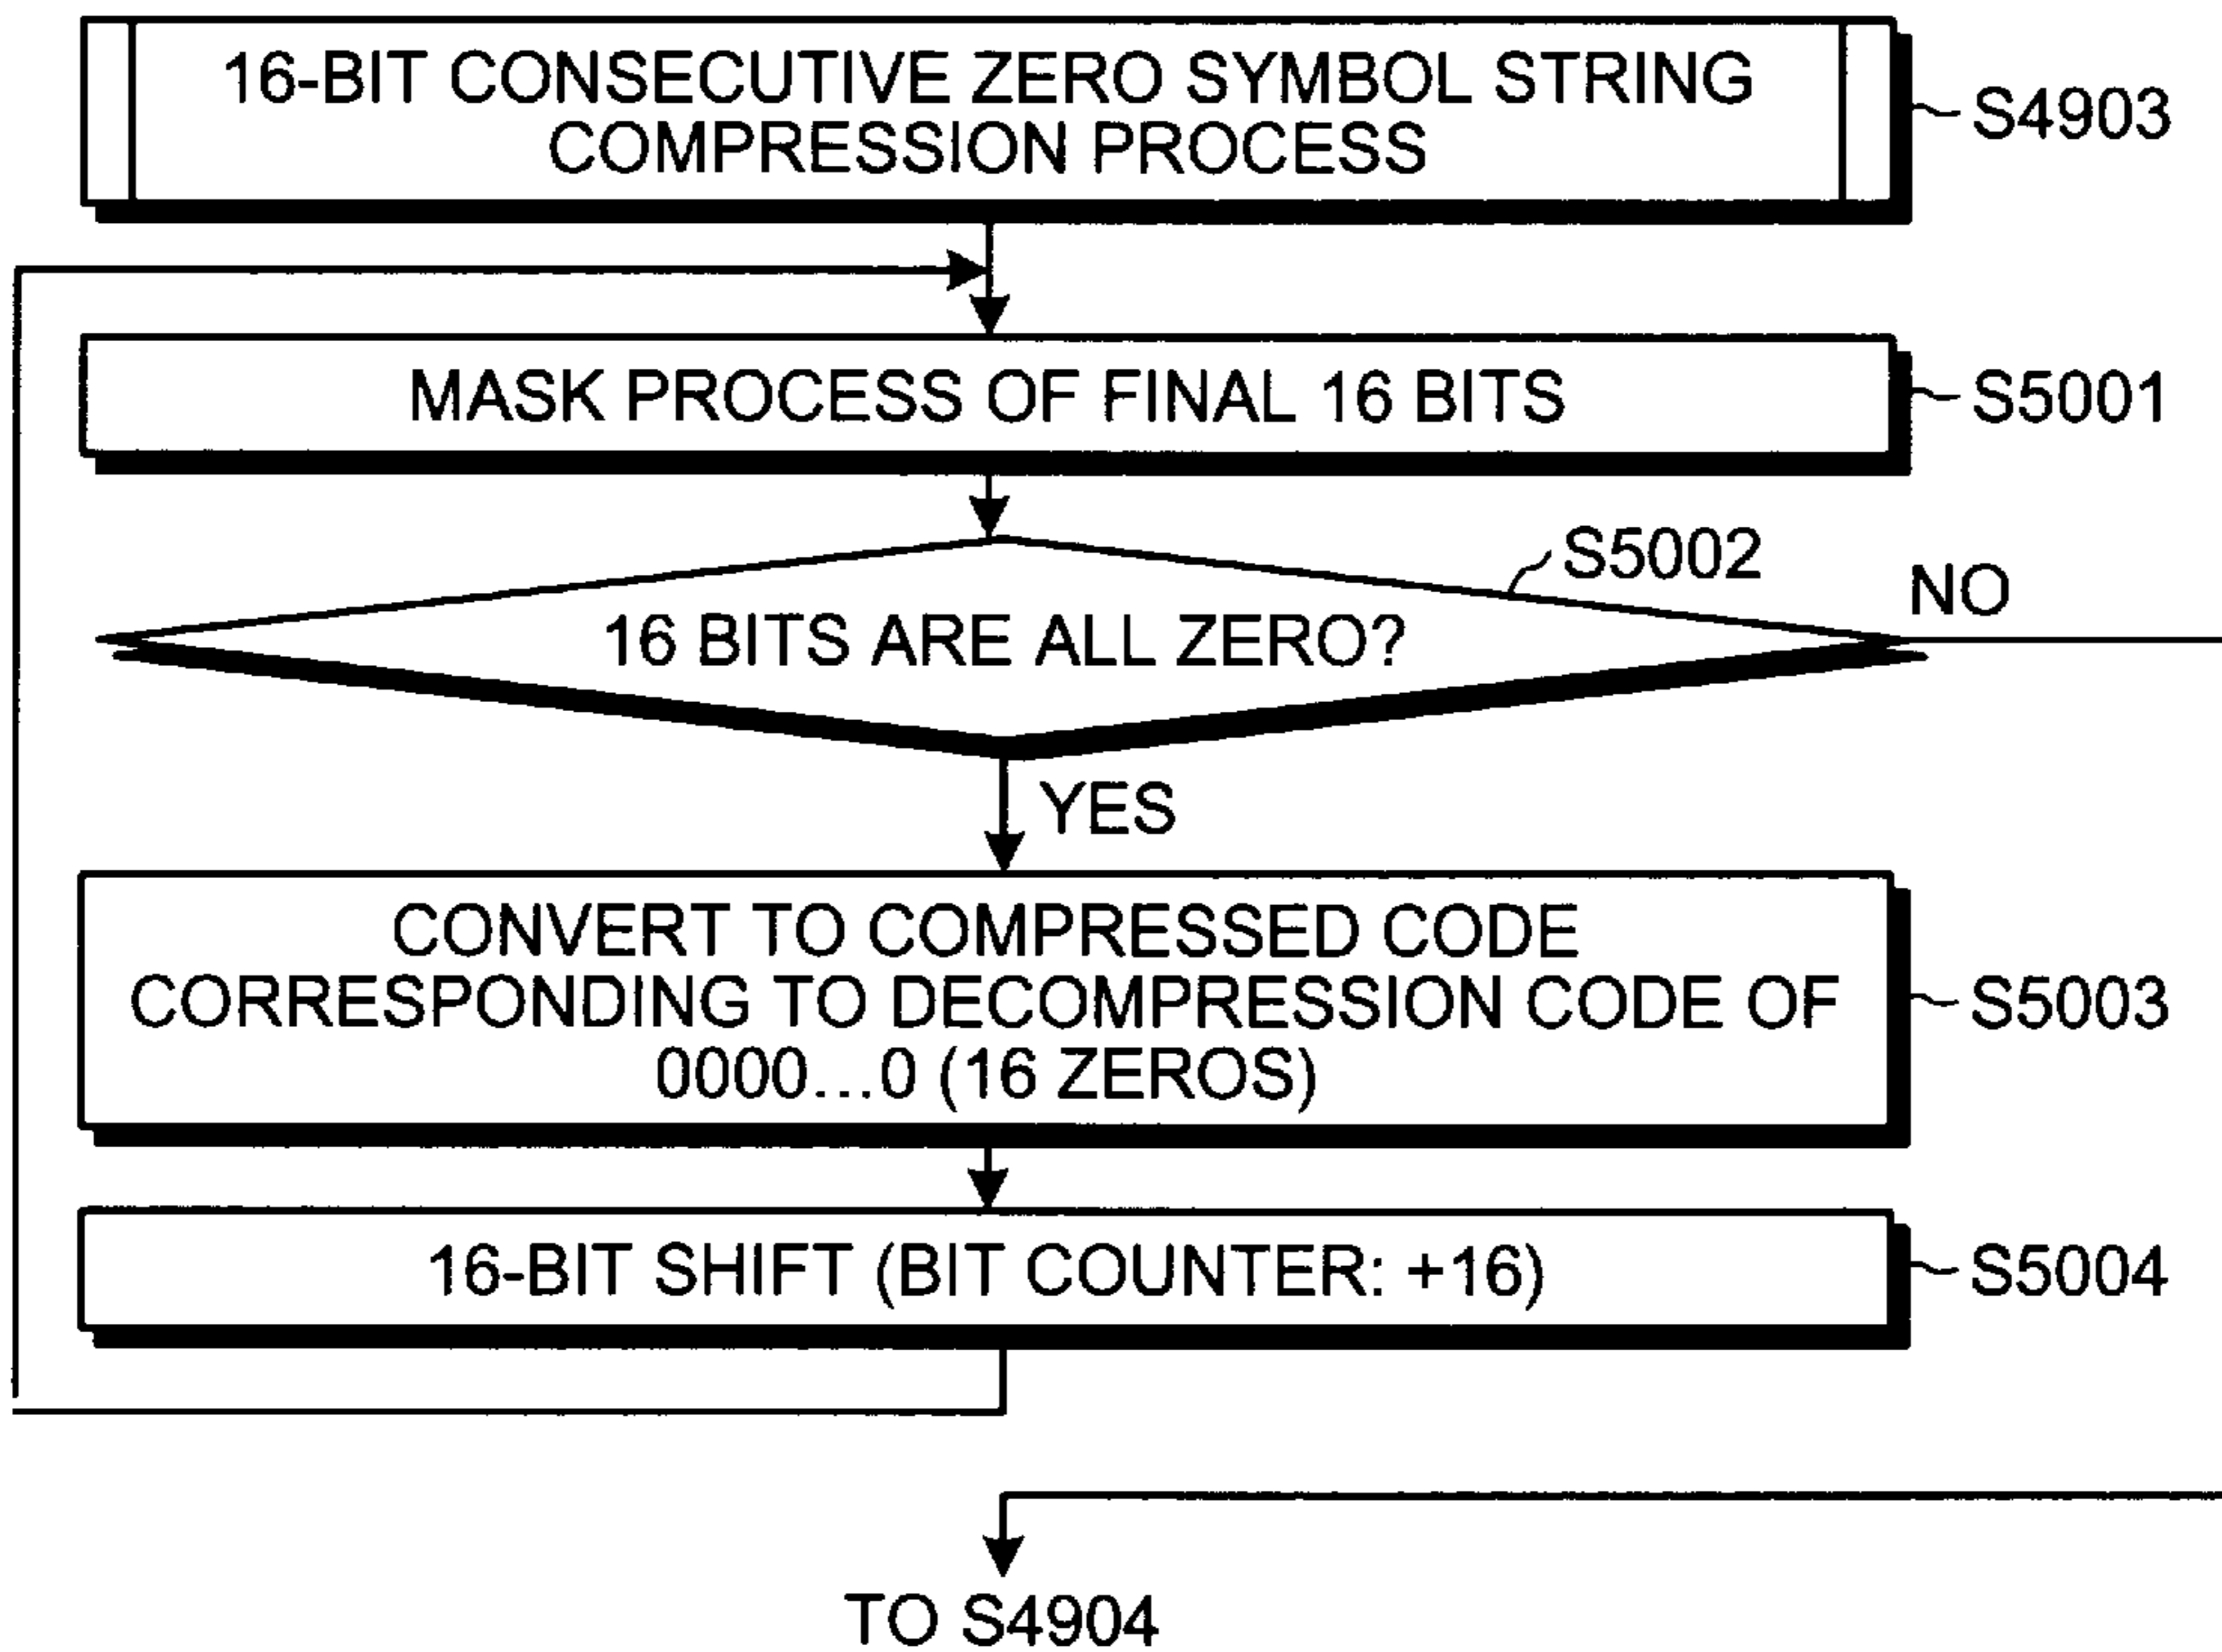 16-BIT CONSECUTIVE ZERO SYMBOL STRING
COMPRESSION PROCESS
S4903
MASK PROCESS OF FINAL 16 BITS
S5001
S5002
NO
16 BITS ARE ALL ZERO?
YES
CONVERT TO COMPRESSED CODE
CORRESPONDING TO DECOMPRESSION CODE OF
0000...0 (16 ZEROS)
S5003
16-BIT SHIFT (BIT COUNTER: +16)
S5004
TO S4904